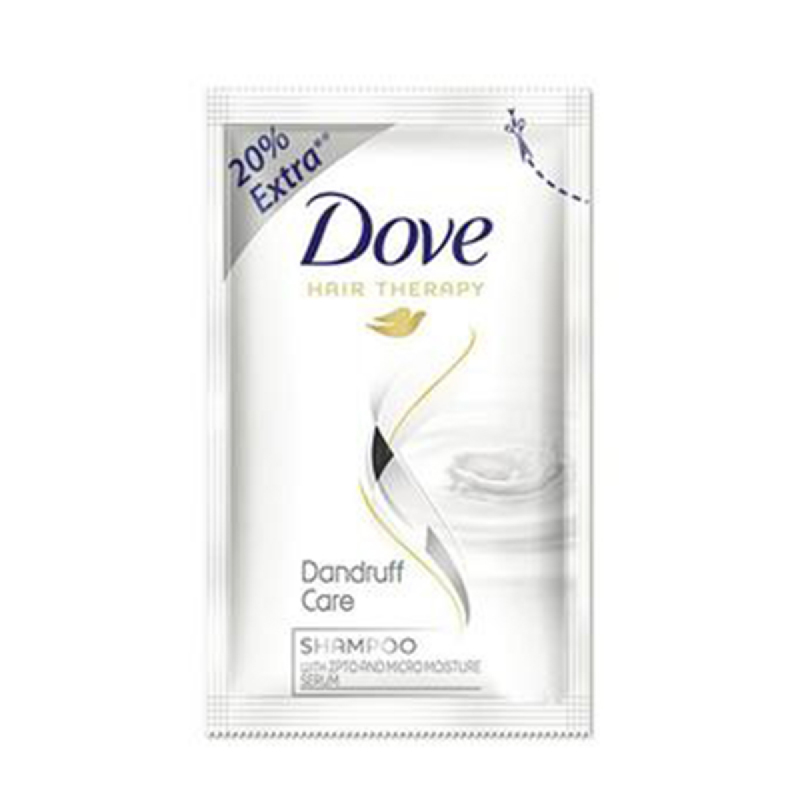 20%
Extra**
Dove
HAIR THERAPY
Dandruff
Care
SHAMPOO
WITH ZPTO AND MICRO MOISTURE
SERUM